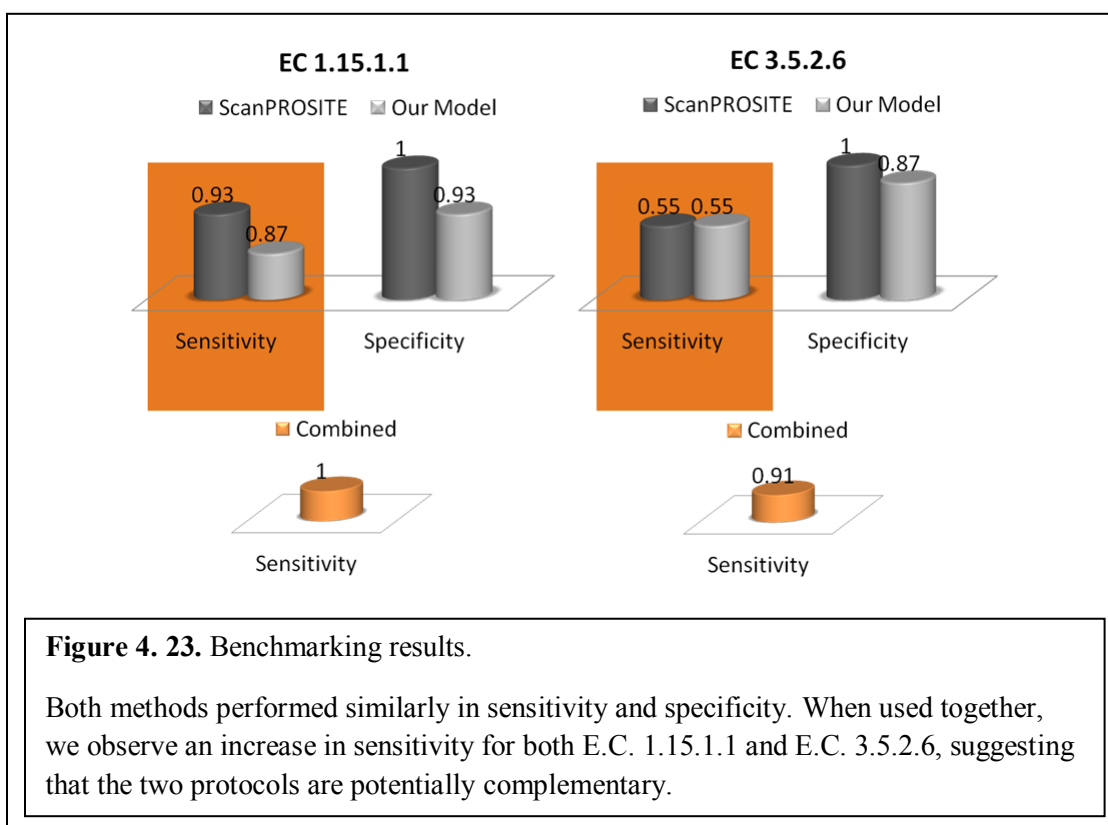 EC 1.15.1.1
ScanPROSITE Our Model
1
0.93
0.93
0.87
Sensitivity Specificity
Combined
1
Sensitivity
EC 3.5.2.6
ScanPROSITE Our Model
1
0.87
0.55 0.55
Sensitivity Specificity
Combined
0.91
Sensitivity
Figure 4. 23. Benchmarking results.
Both methods performed similarly in sensitivity and specificity. When used together,
we observe an increase in sensitivity for both E.C. 1.15.1.1 and E.C. 3.5.2.6, suggesting
that the two protocols are potentially complementary.